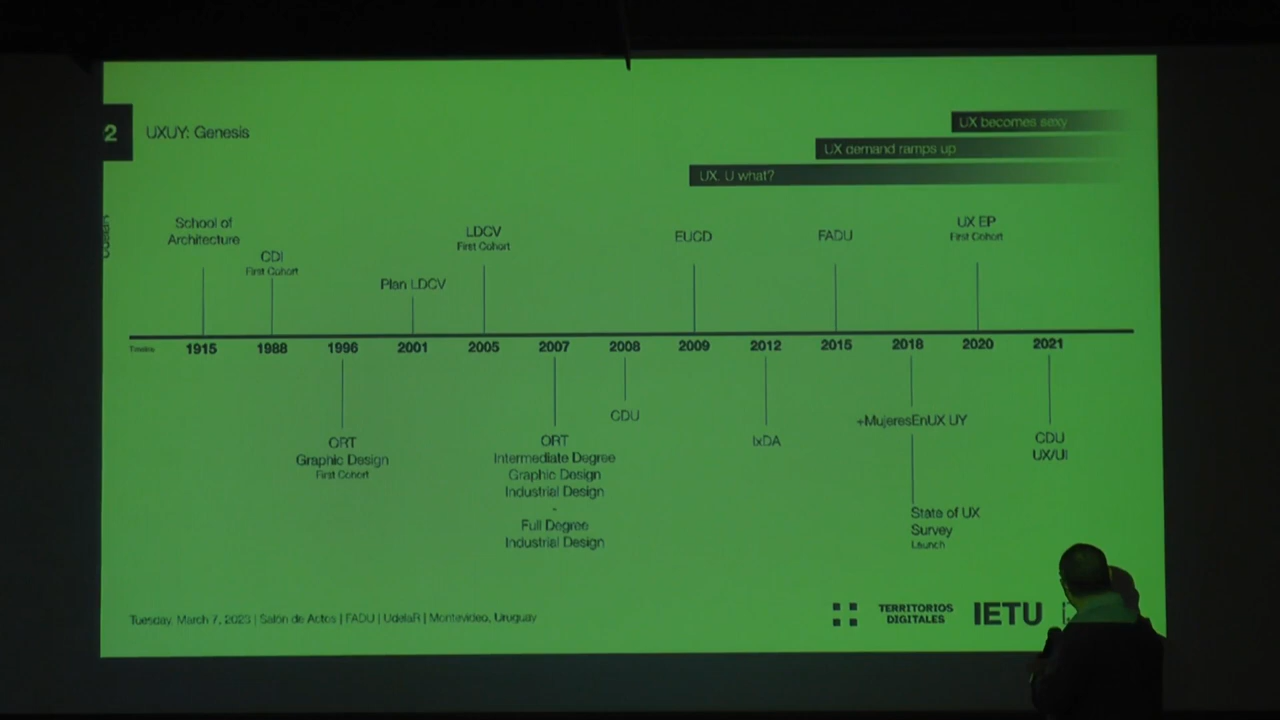 2
UXUY: Genesis
UX becomes sexy
UX demand ramps up
UX. U what?
UdelaR
School of
Architecture
CDI
First Cohort
Plan LDCV
LDCV
First Cohort
EUCD
FADU
UX EP
First Cohort
Timeline
1915
1988
1996
2001
2005
2007
2008
2009
2012
2015
2018
2020
2021
ORT
Graphic Design
First Cohort
ORT
Intermediate Degree
Graphic Design
Industrial Design
-
Full Degree
Industrial Design
CDU
IxDA
+MujeresEnUX UY
State of UX
Survey
Launch
CDU
UX/UI
Tuesday, March 7, 2023 | Salón de Actos | FADU | UdelaR | Montevideo, Uruguay
TERRITORIOS
DIGITALES
IETU